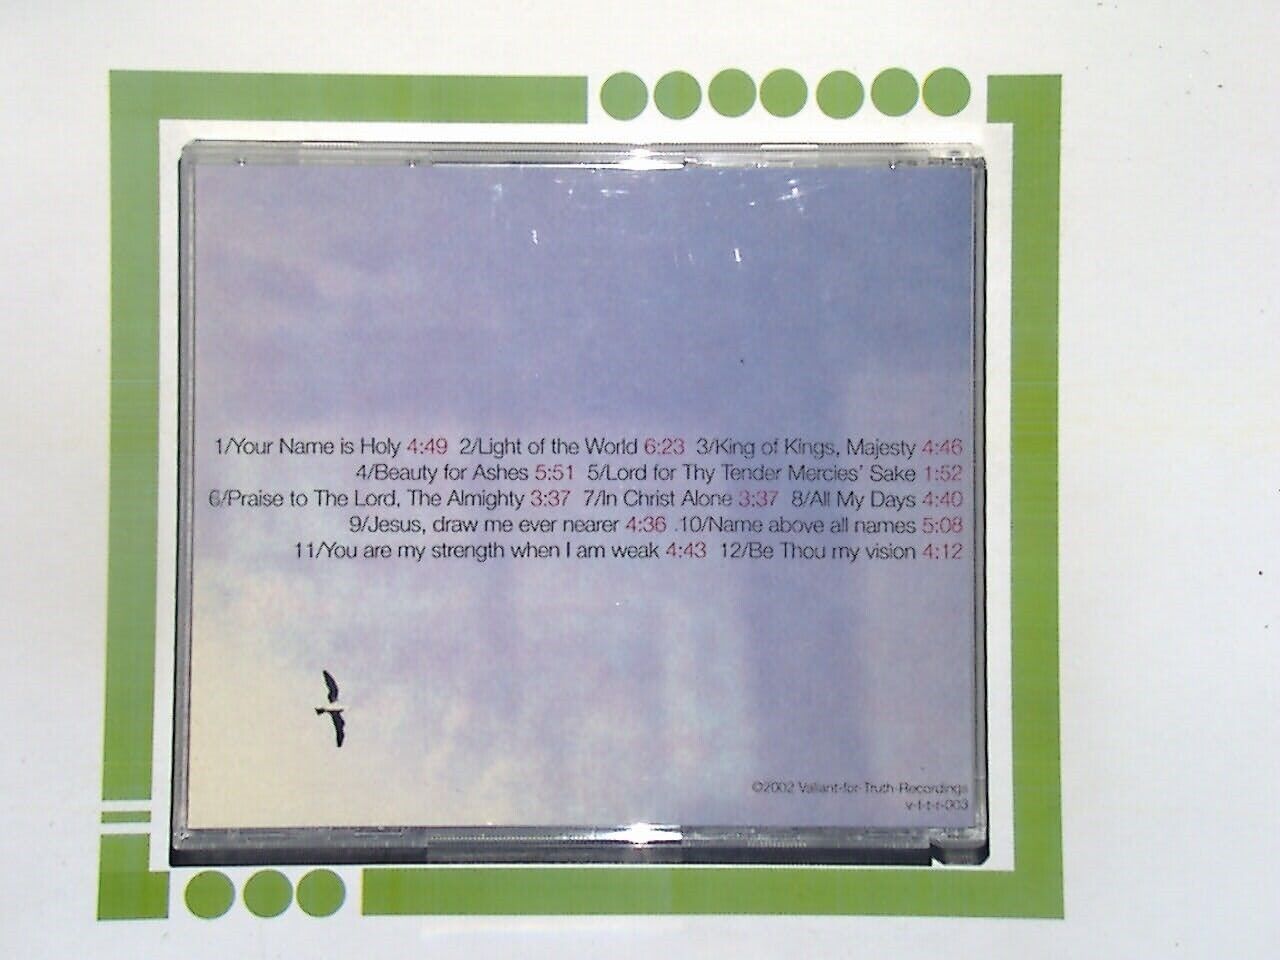 1/Your Name is Holy 4:49 2/Light of the World 6:23 3/King of Kings, Majesty 4:46
4/Beauty for Ashes 5:51 5/Lord for Thy Tender Mercies' Sake 1:52
6/Praise to The Lord, The Almighty 3:37 7/In Christ Alone 3:37 8/All My Days 4:40
9/Jesus, draw me ever nearer 4:36 .10/Name above all names 5:08
11/You are my strength when I am weak 4:43 12/Be Thou my vision 4:12
©2002 Valiant-for-Truth-Recordings
v-f-t-r-003